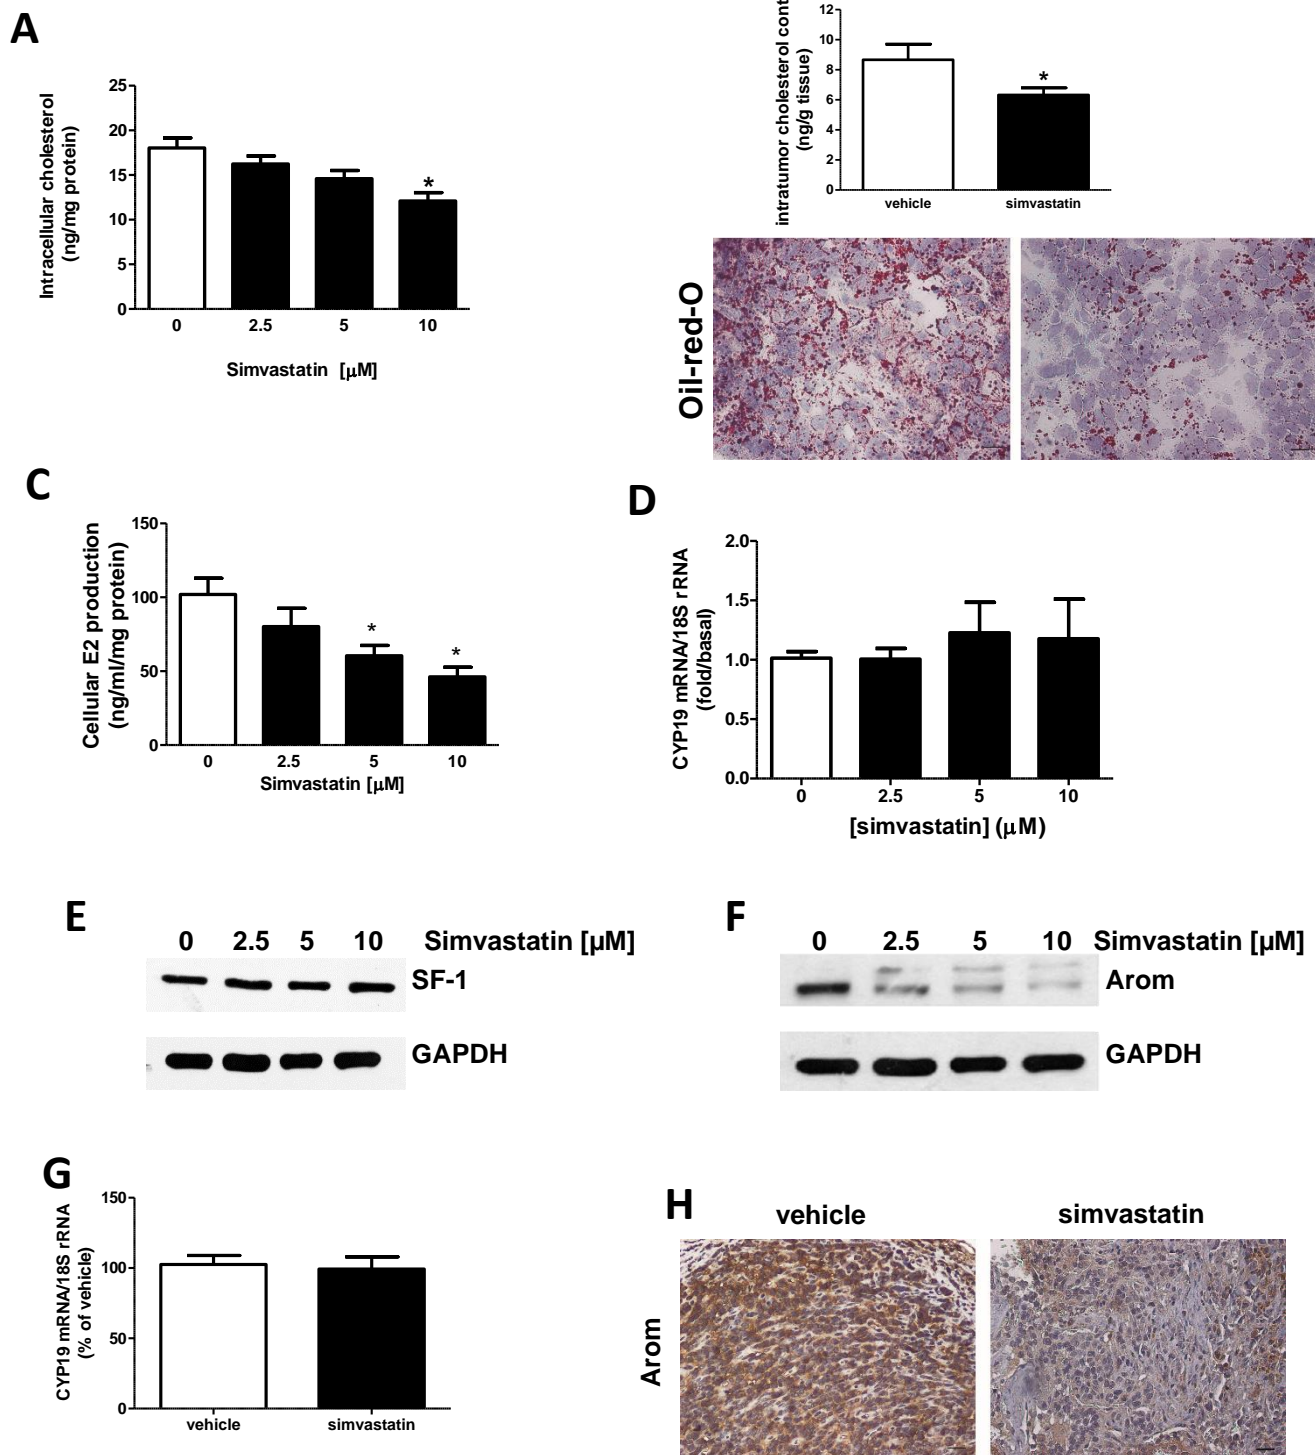 A
25
20
15
10
5
0
Intracellular cholesterol
(ng/mg protein)
*
0 2.5 5 10
Simvastatin [μM]
12
10
8
6
4
2
0
intratumor cholesterol cont
(ng/g tissue)
*
vehicle simvastatin
Oil-red-O
C
150
100
50
0
Cellular E2 production
(ng/ml/mg protein)
* *
0 2.5 5 10
Simvastatin [μM]
D
2.0
1.5
1.0
0.5
0.0
CYP19 mRNA/18S rRNA
(fold/basal)
0 2.5 5 10
[simvastatin] (μM)
E
0 2.5 5 10 Simvastatin [μM]
SF-1
GAPDH
F
0 2.5 5 10 Simvastatin [μM]
Arom
GAPDH
G
150
100
50
0
CYP19 mRNA/18S rRNA
(% of vehicle)
vehicle simvastatin
H
vehicle simvastatin
Arom